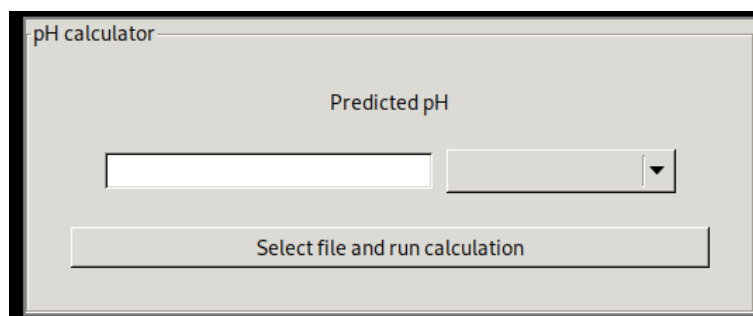 pH calculator
Predicted pH
Select file and run calculation